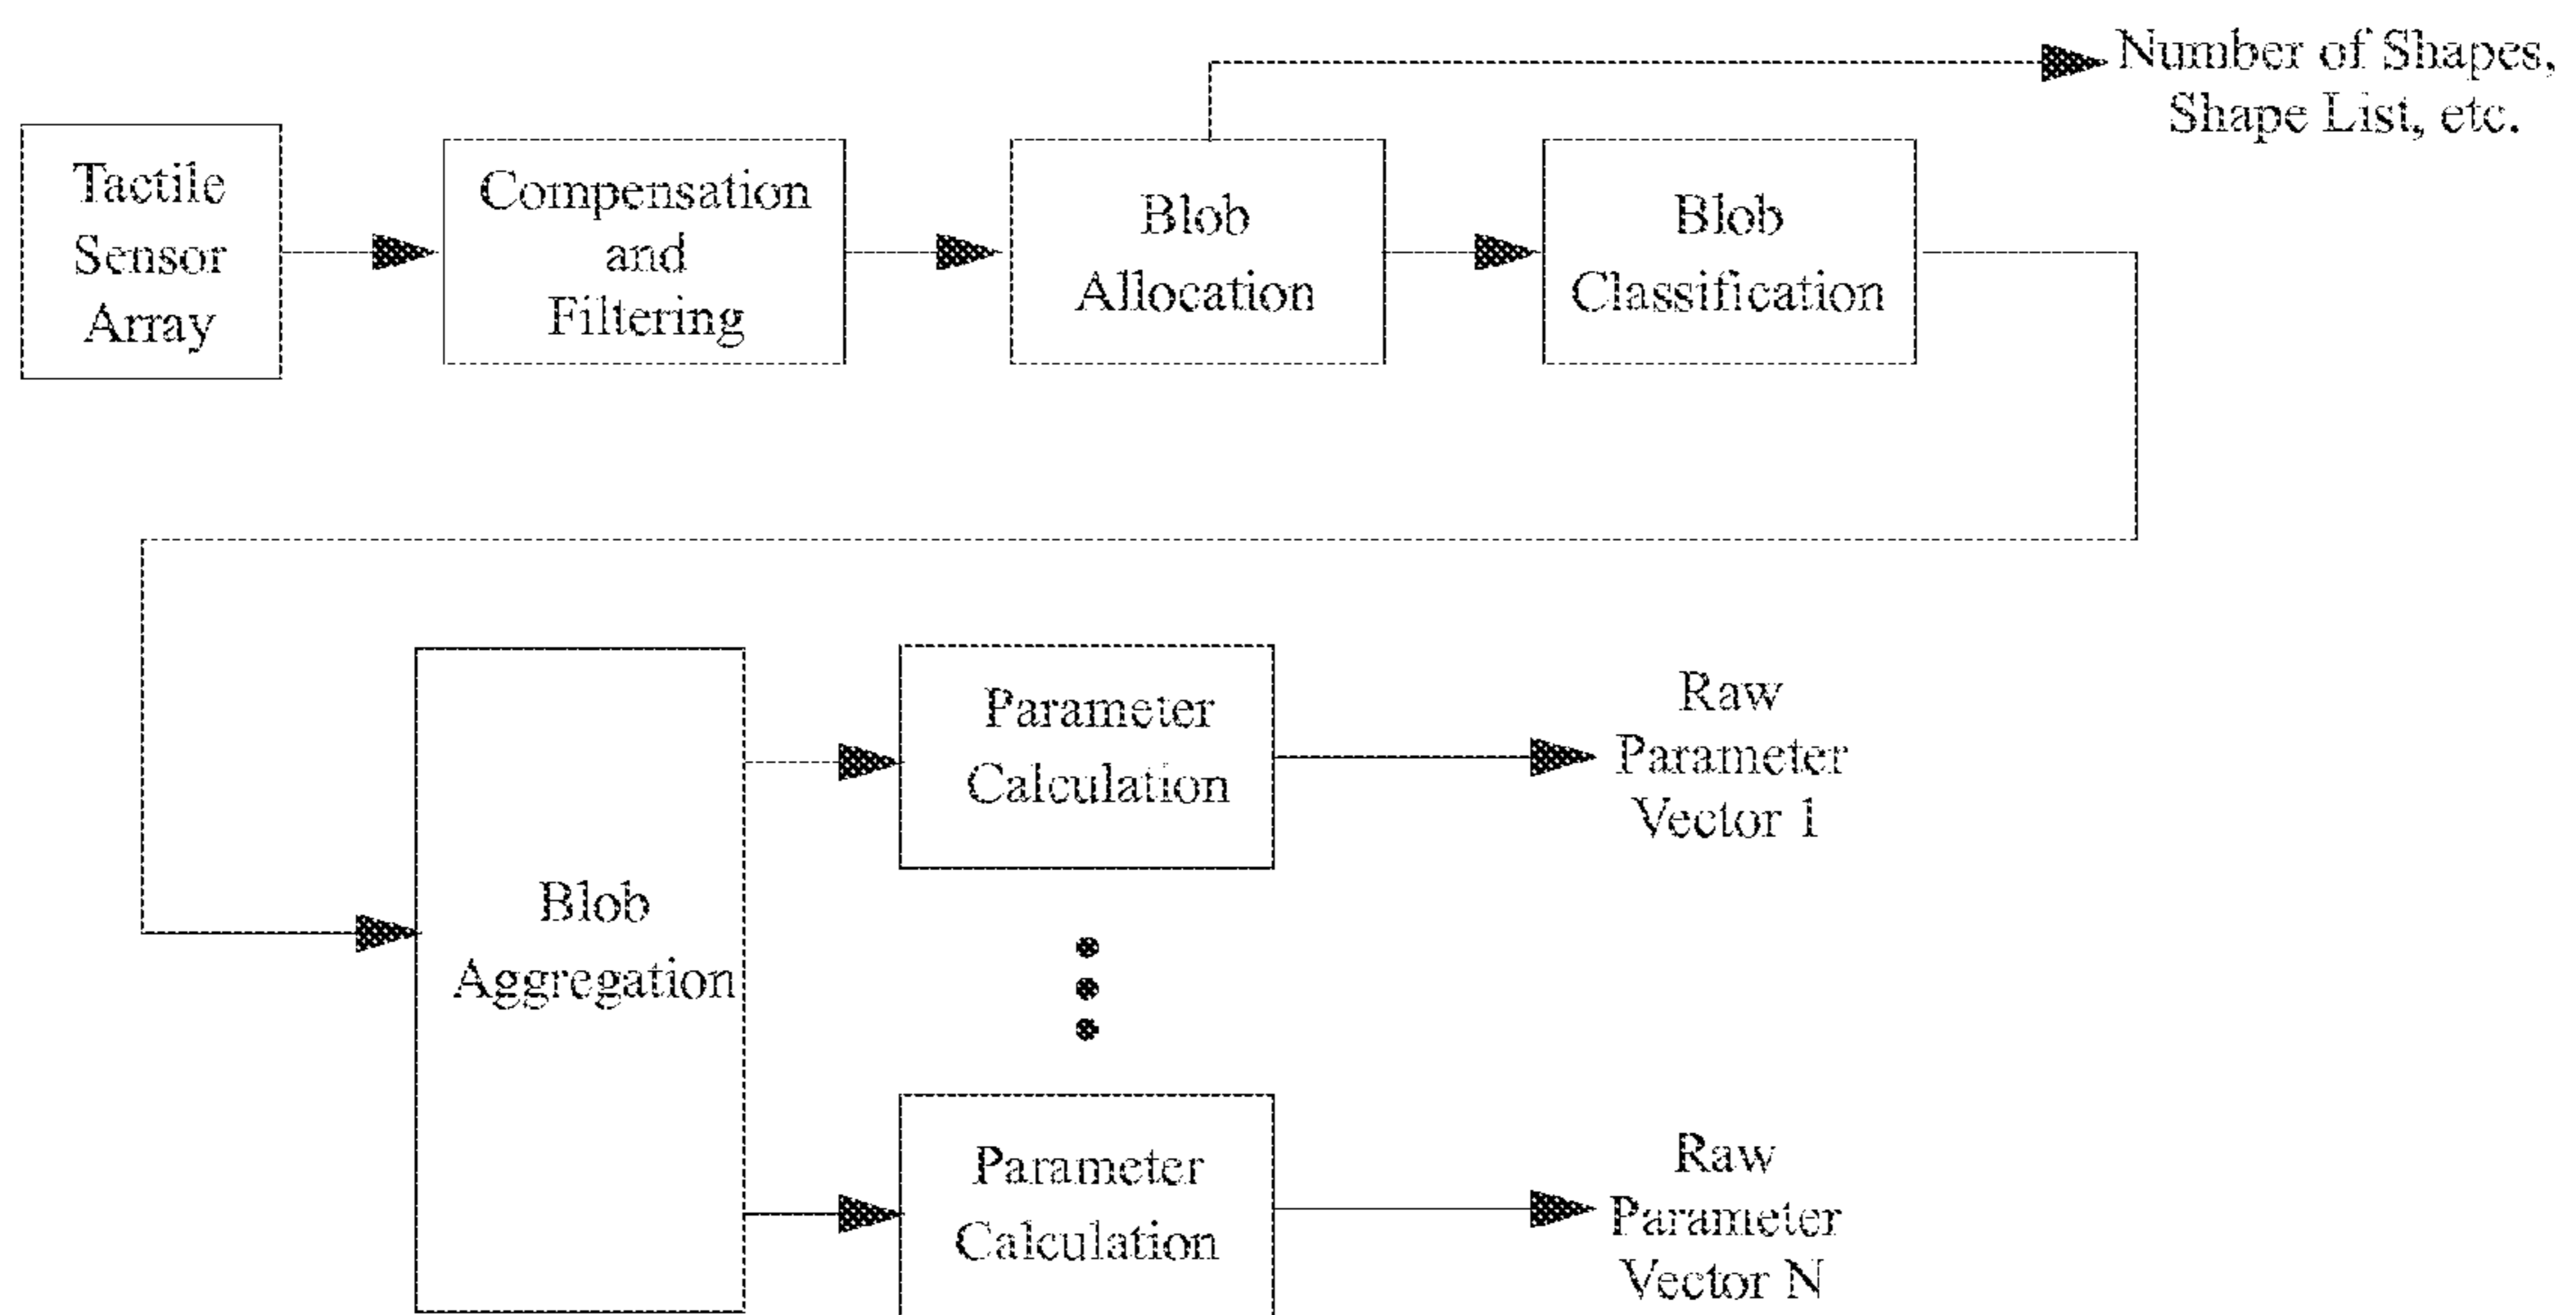 Number of Shapes,
Shape List, etc.
Tactile
Sensor
Array
Compensation
and
Filtering
Blob
Allocation
Blob
Classification
Blob
Aggregation
Parameter
Calculation
Raw
Parameter
Vector 1
Parameter
Calculation
Raw
Parameter
Vector N